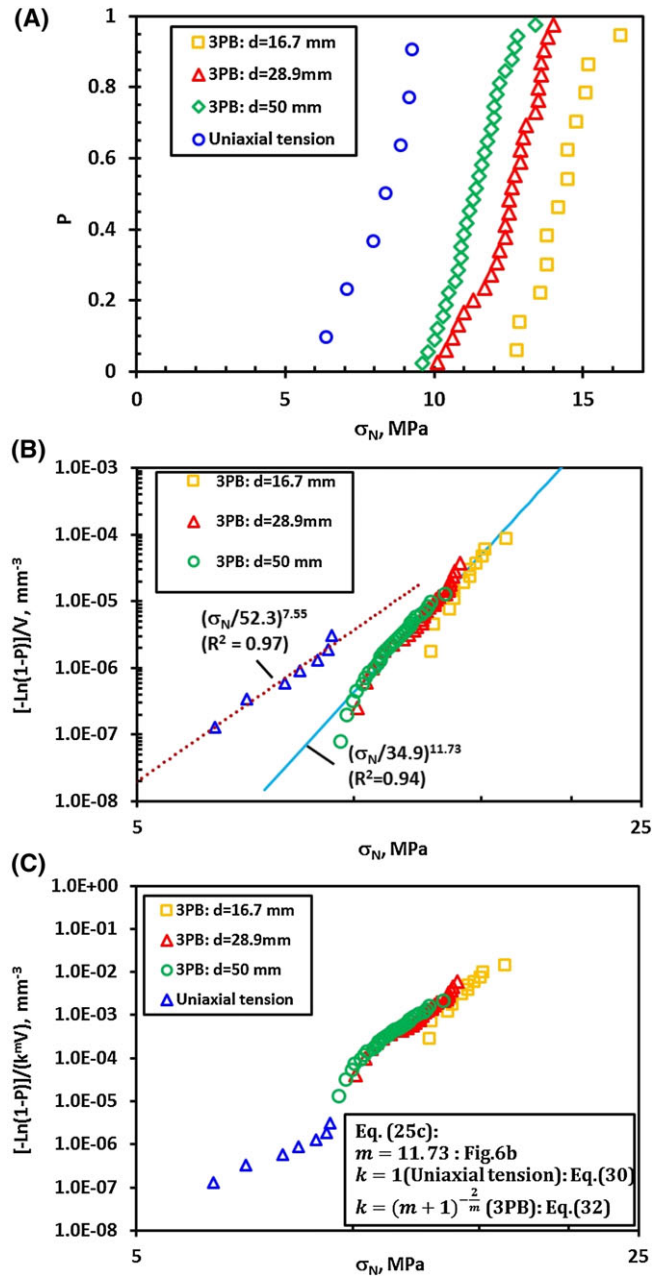 (A)
1
0.8
0.6
0.4
0.2
0
P
3PB: d=16.7 mm
3PB: d=28.9mm
3PB: d=50 mm
Uniaxial tension
0 5 10 15
σN, MPa
(B)
1.0E-03
1.0E-04
1.0E-05
1.0E-06
1.0E-07
1.0E-08
[-Ln(1-P)]/V, mm⁻³
3PB: d=16.7 mm
3PB: d=28.9mm
3PB: d=50 mm
(σN/52.3)^7.55
(R² = 0.97)
(σN/34.9)^11.73
(R²=0.94)
5 25
σN, MPa
(C)
1.0E+00
1.0E-01
1.0E-02
1.0E-03
1.0E-04
1.0E-05
1.0E-06
1.0E-07
1.0E-08
[-Ln(1-P)]/(k^mV), mm⁻³
3PB: d=16.7 mm
3PB: d=28.9mm
3PB: d=50 mm
Uniaxial tension
Eq. (25c):
m = 11.73 : Fig.6b
k = 1(Uniaxial tension): Eq.(30)
k = (m + 1)^(-2/m) (3PB): Eq.(32)
5 25
σN, MPa